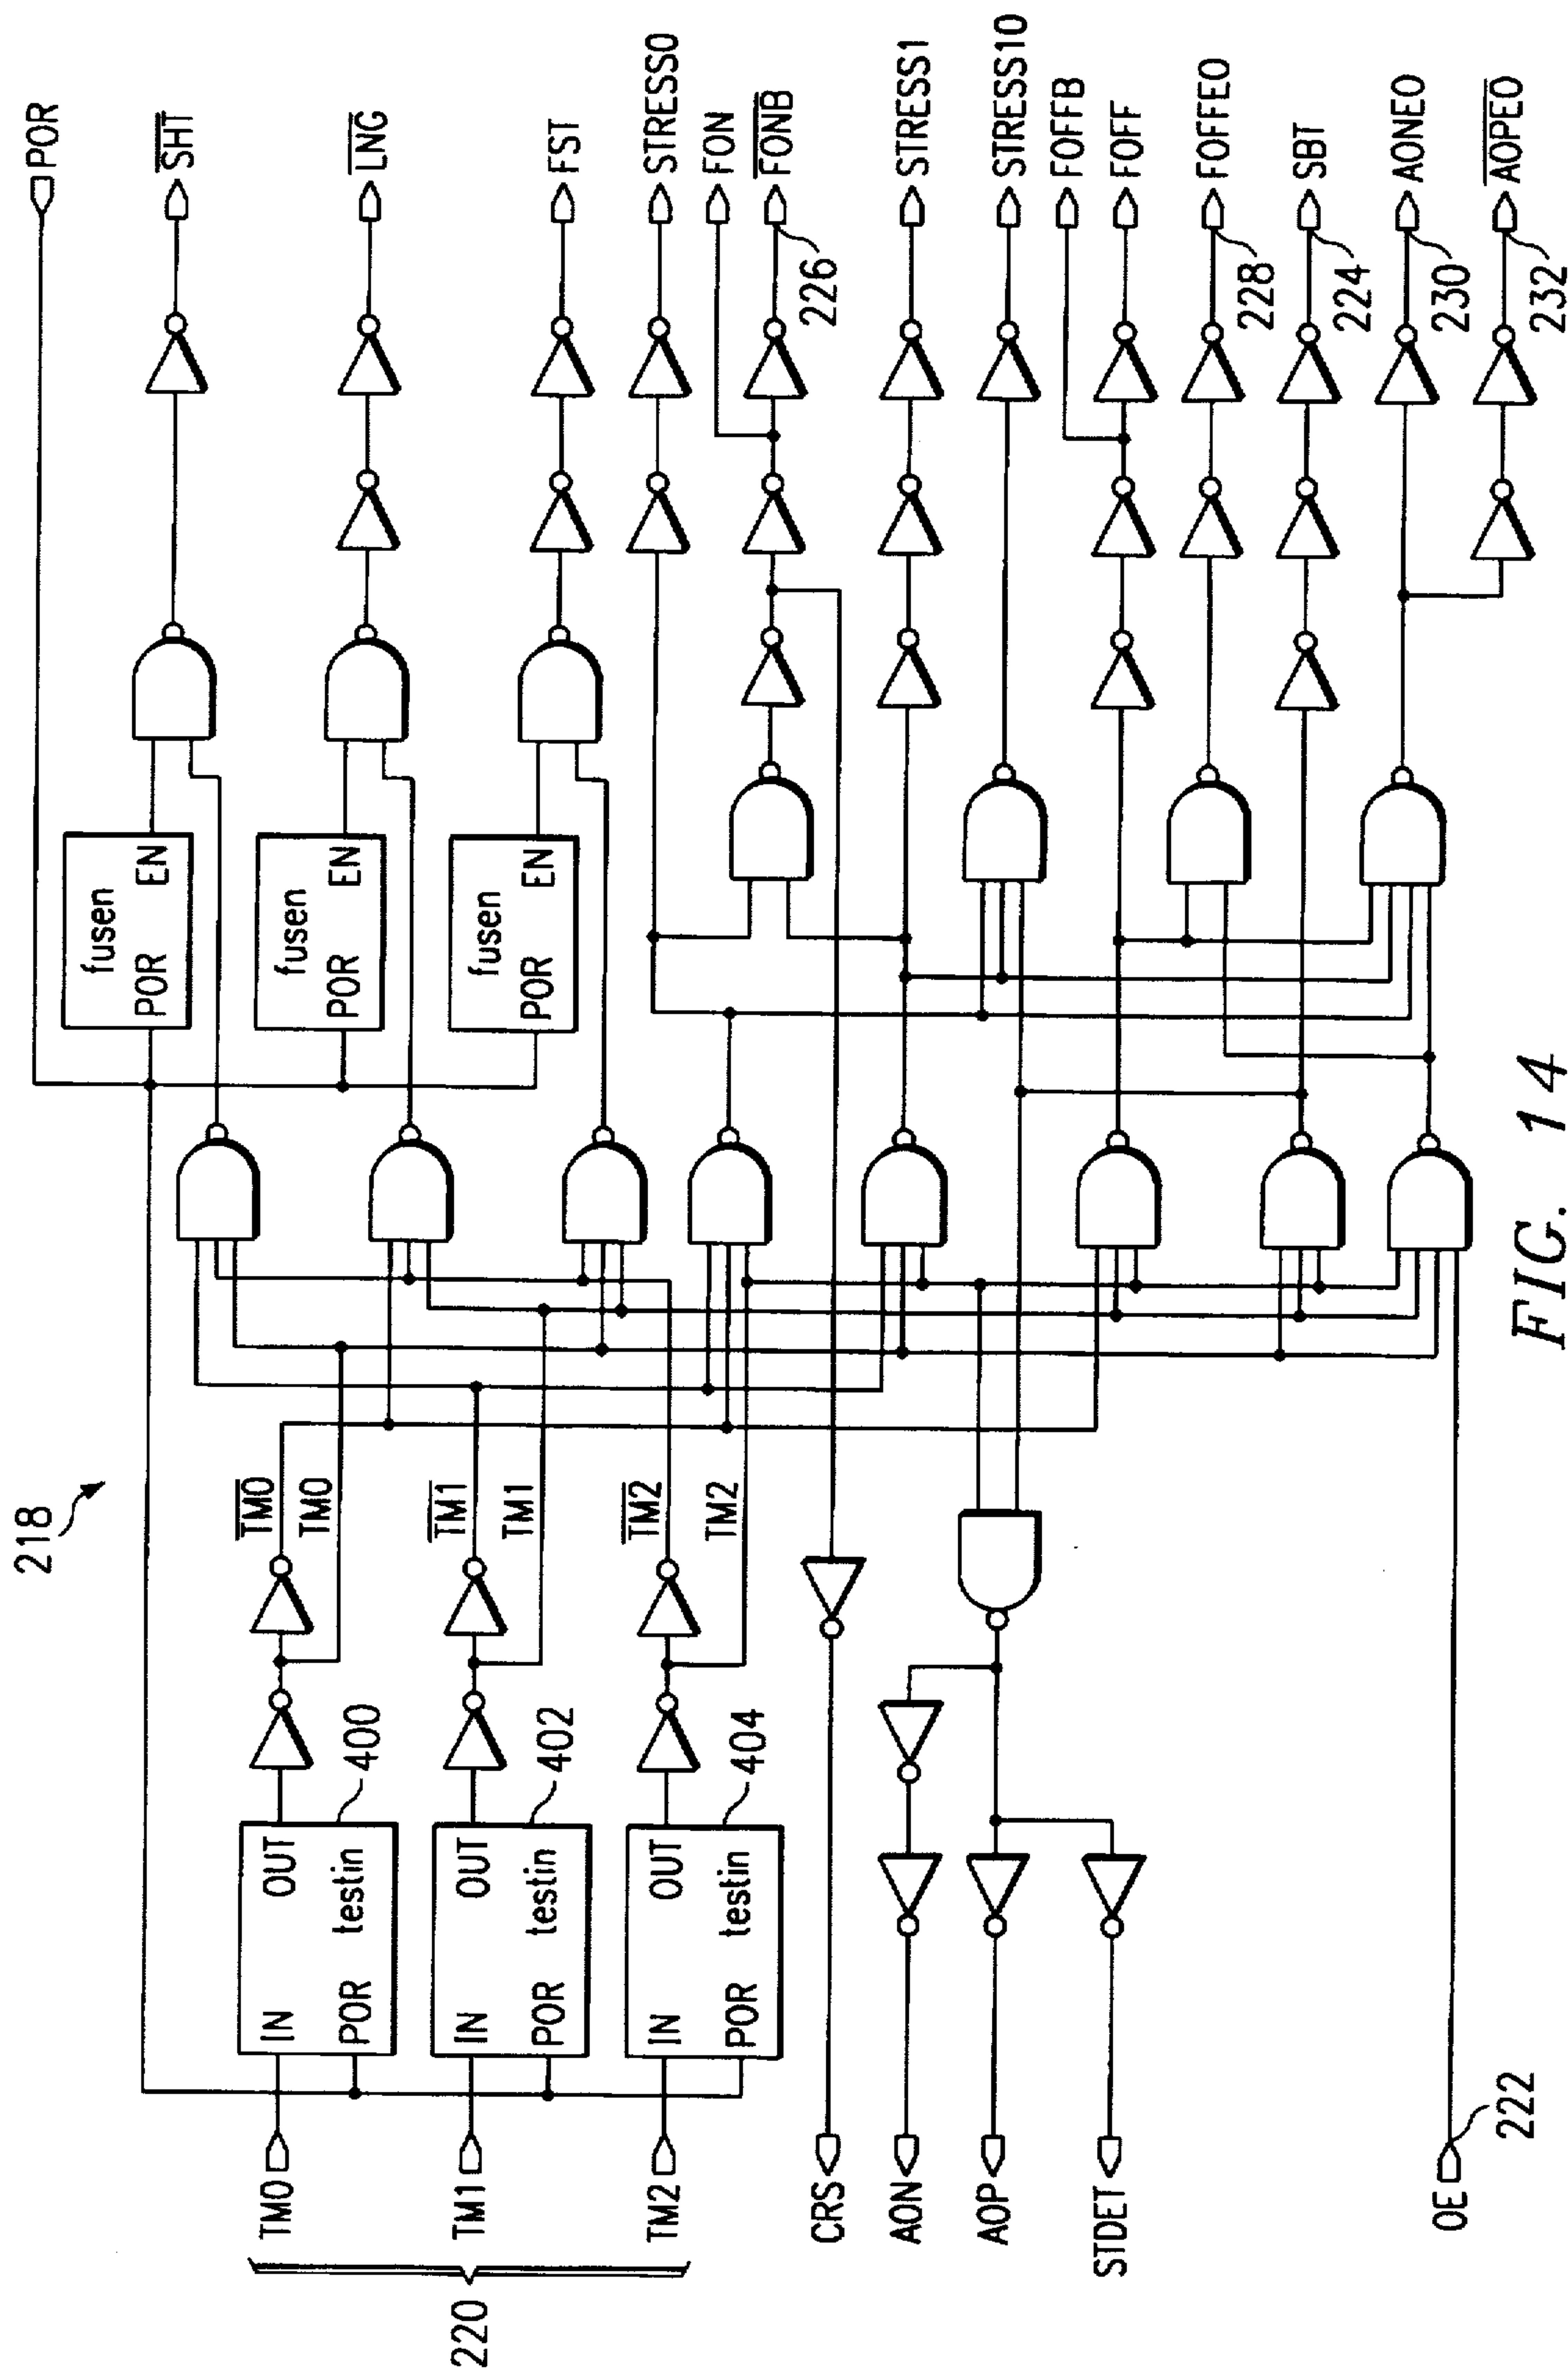 218
POR
fusen
POR EN
fusen
POR EN
fusen
POR EN
SHT
LNG
FST
STRESS0
FON
FONB
226
STRESS1
STRESS10
FOFFB
FOFF
FOFFEO
228
SBT
224
AONEO
230
AOPEO
232
TM0
IN OUT
POR testin
400
TM0
TM0
TM1
IN OUT
POR testin
402
TM1
TM1
TM2
IN OUT
POR testin
404
TM2
TM2
220
CRS
AON
AOP
STDET
OE
222
FIG. 14